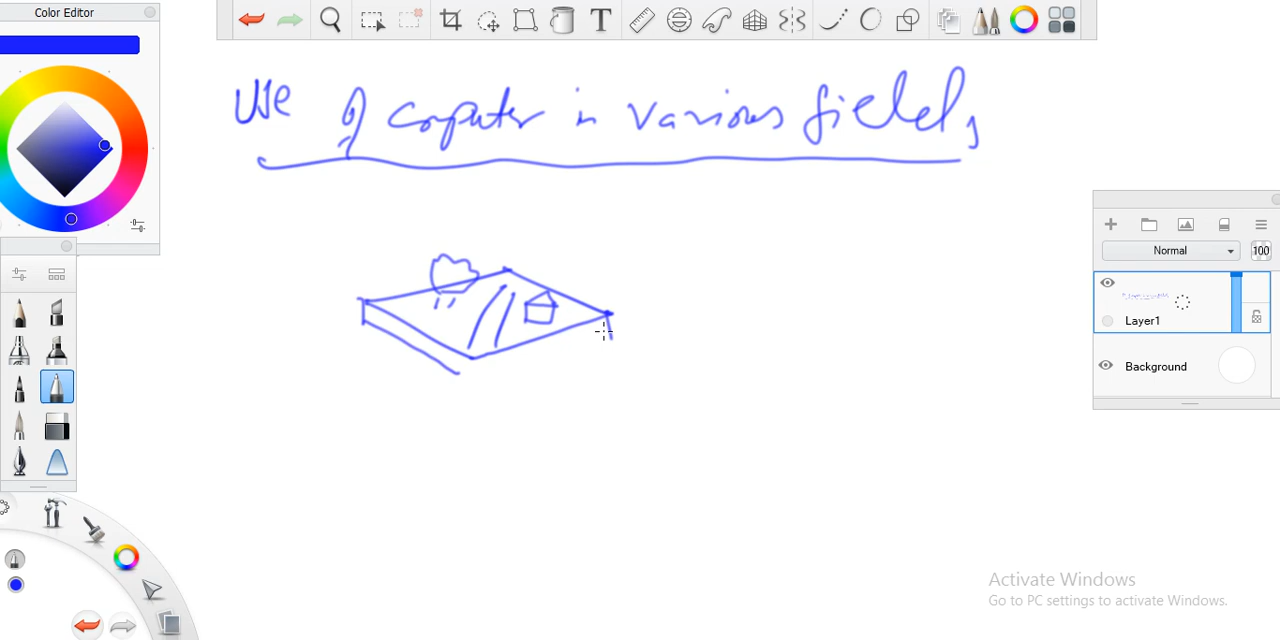 Color Editor
Use of coputer in various fields
Normal
100
Layer1
Background
Activate Windows
Go to PC settings to activate Windows.